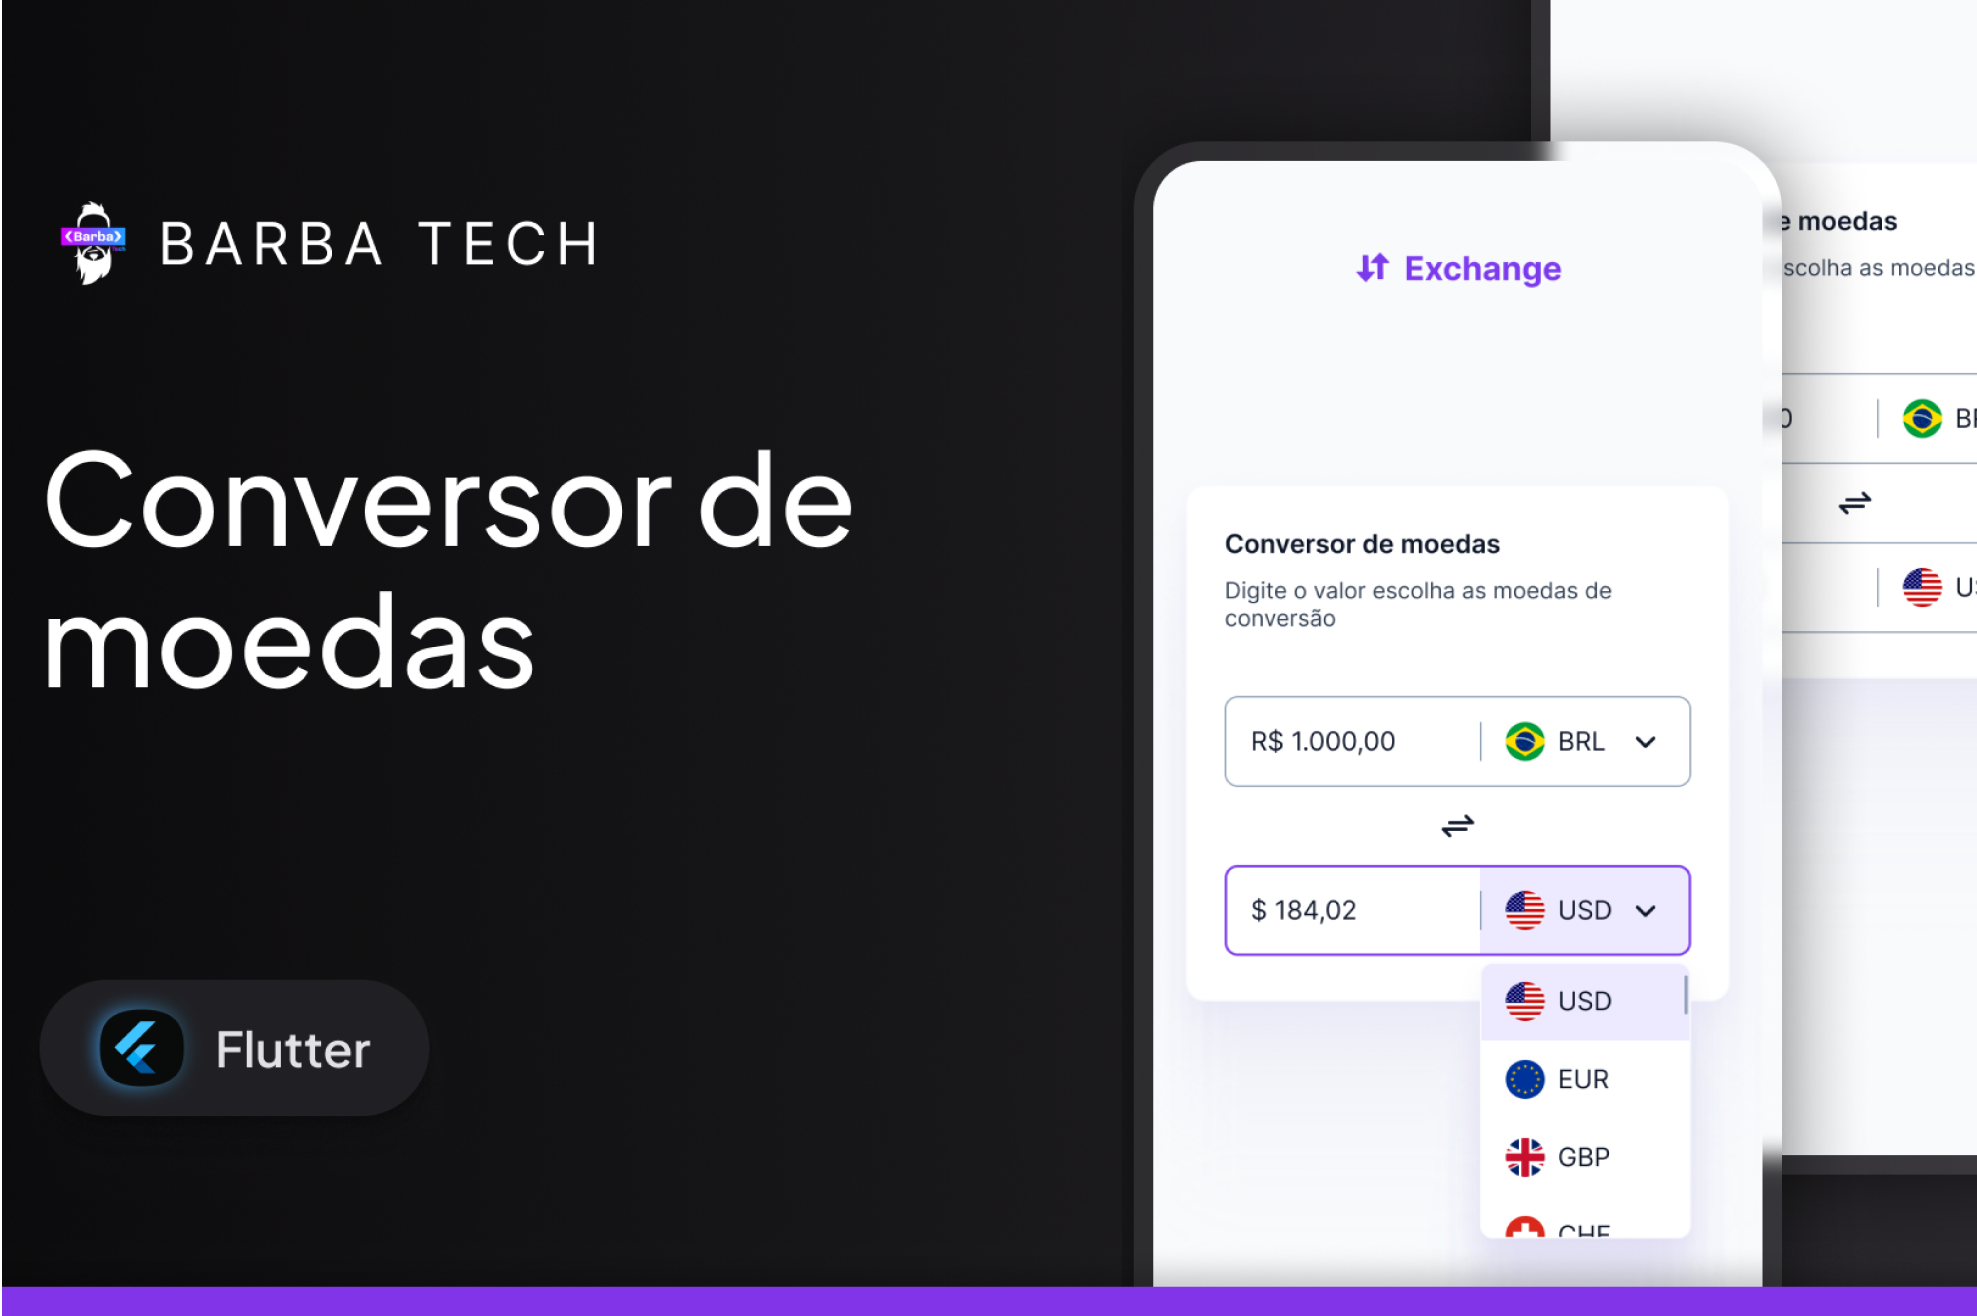 <Barba>
BARBA TECH
Conversor de
moedas
Flutter
Exchange
Conversor de moedas
Digite o valor escolha as moedas de
conversão
R$ 1.000,00
BRL
$ 184,02
USD
USD
EUR
GBP
CHF
e moedas
scolha as moedas
0